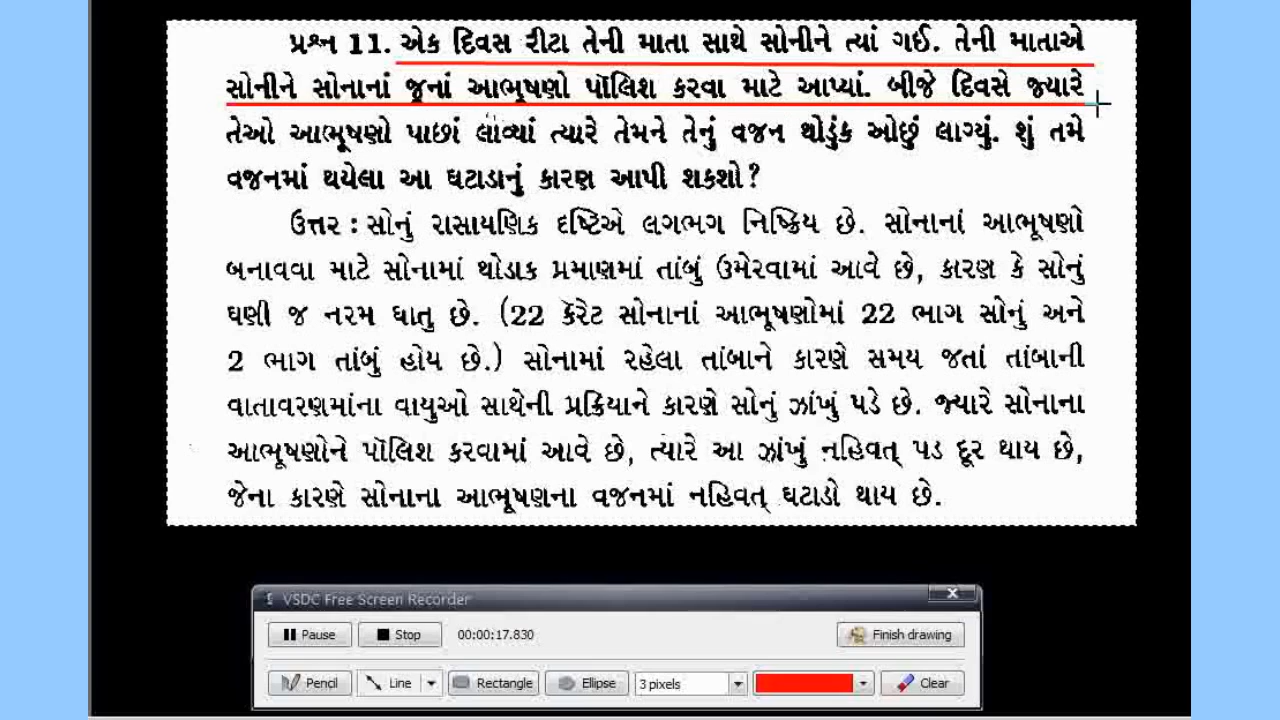 પ્રશ્ન 11. એક દિવસ રીટા તેની માતા સાથે સોનીને ત્યાં ગઈ. તેની માતાએ
સોનીને સોનાનાં જૂનાં આભૂષણો પૉલિશ કરવા માટે આપ્યાં. બીજે દિવસે જ્યારે
તેઓ આભૂષણો પાછાં લાવ્યાં ત્યારે તેમને તેનું વજન થોડુંક ઓછું લાગ્યું. શું તમે
વજનમાં થયેલા આ ઘટાડાનું કારણ આપી શકશો?
ઉત્તર : સોનું રાસાયણિક દૃષ્ટિએ લગભગ નિષ્ક્રિય છે. સોનાનાં આભૂષણો
બનાવવા માટે સોનામાં થોડાક પ્રમાણમાં તાંબું ઉમેરવામાં આવે છે, કારણ કે સોનું
ઘણી જ નરમ ધાતુ છે. (22 કૅરેટ સોનાનાં આભૂષણોમાં 22 ભાગ સોનું અને
2 ભાગ તાંબું હોય છે.) સોનામાં રહેલા તાંબાને કારણે સમય જતાં તાંબાની
વાતાવરણમાંના વાયુઓ સાથેની પ્રક્રિયાને કારણે સોનું ઝાંખું પડે છે. જ્યારે સોનાના
આભૂષણોને પૉલિશ કરવામાં આવે છે, ત્યારે આ ઝાંખું નહિવત્ પડ દૂર થાય છે,
જેના કારણે સોનાના આભૂષણના વજનમાં નહિવત્ ઘટાડો થાય છે.
VSDC Free Screen Recorder
Pause Stop 00:00:17.830 Finish drawing
Pencil Line Rectangle Ellipse 3 pixels Clear